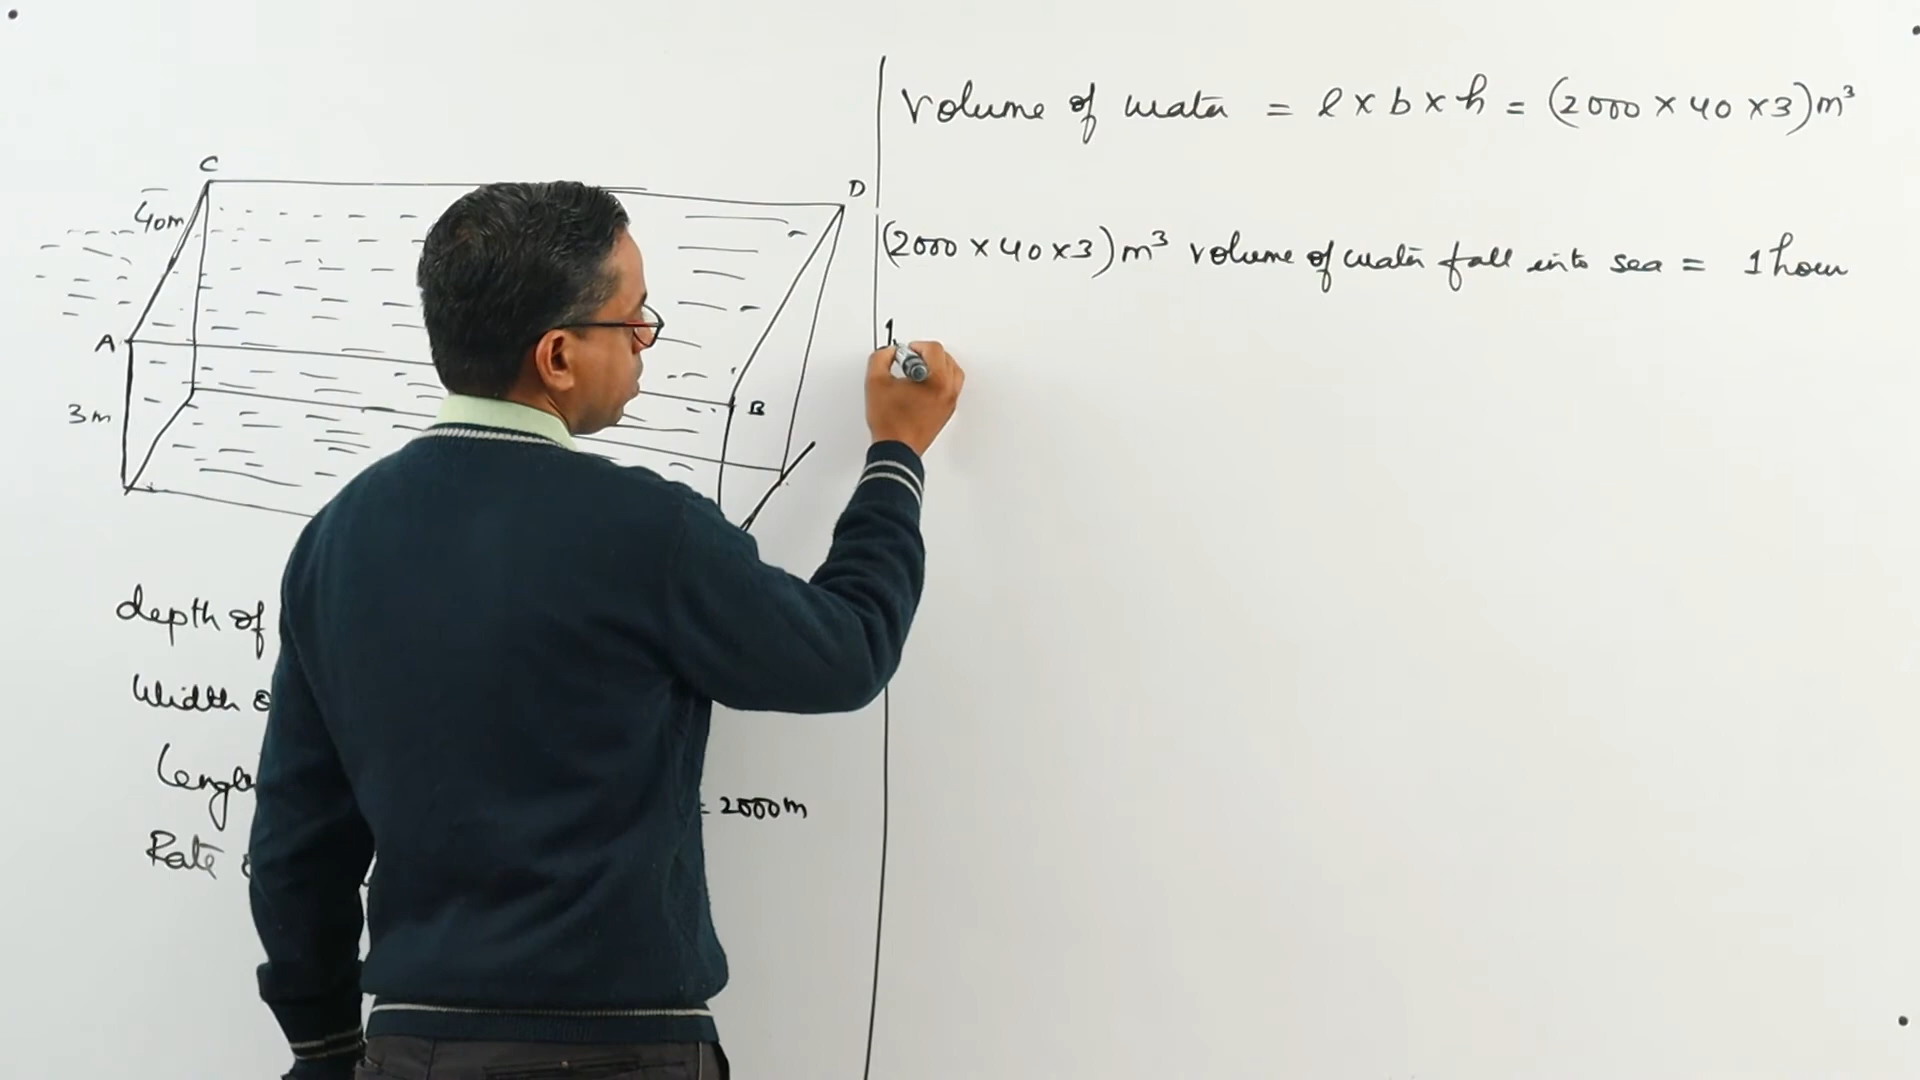 C
D
40m
A
B
3m
depth of
Width
= 2000m
Rate
Volume of water = l × b × h = (2000 × 40 × 3)m³
(2000 × 40 × 3)m³ volume of water fall into sea = 1 hour
1